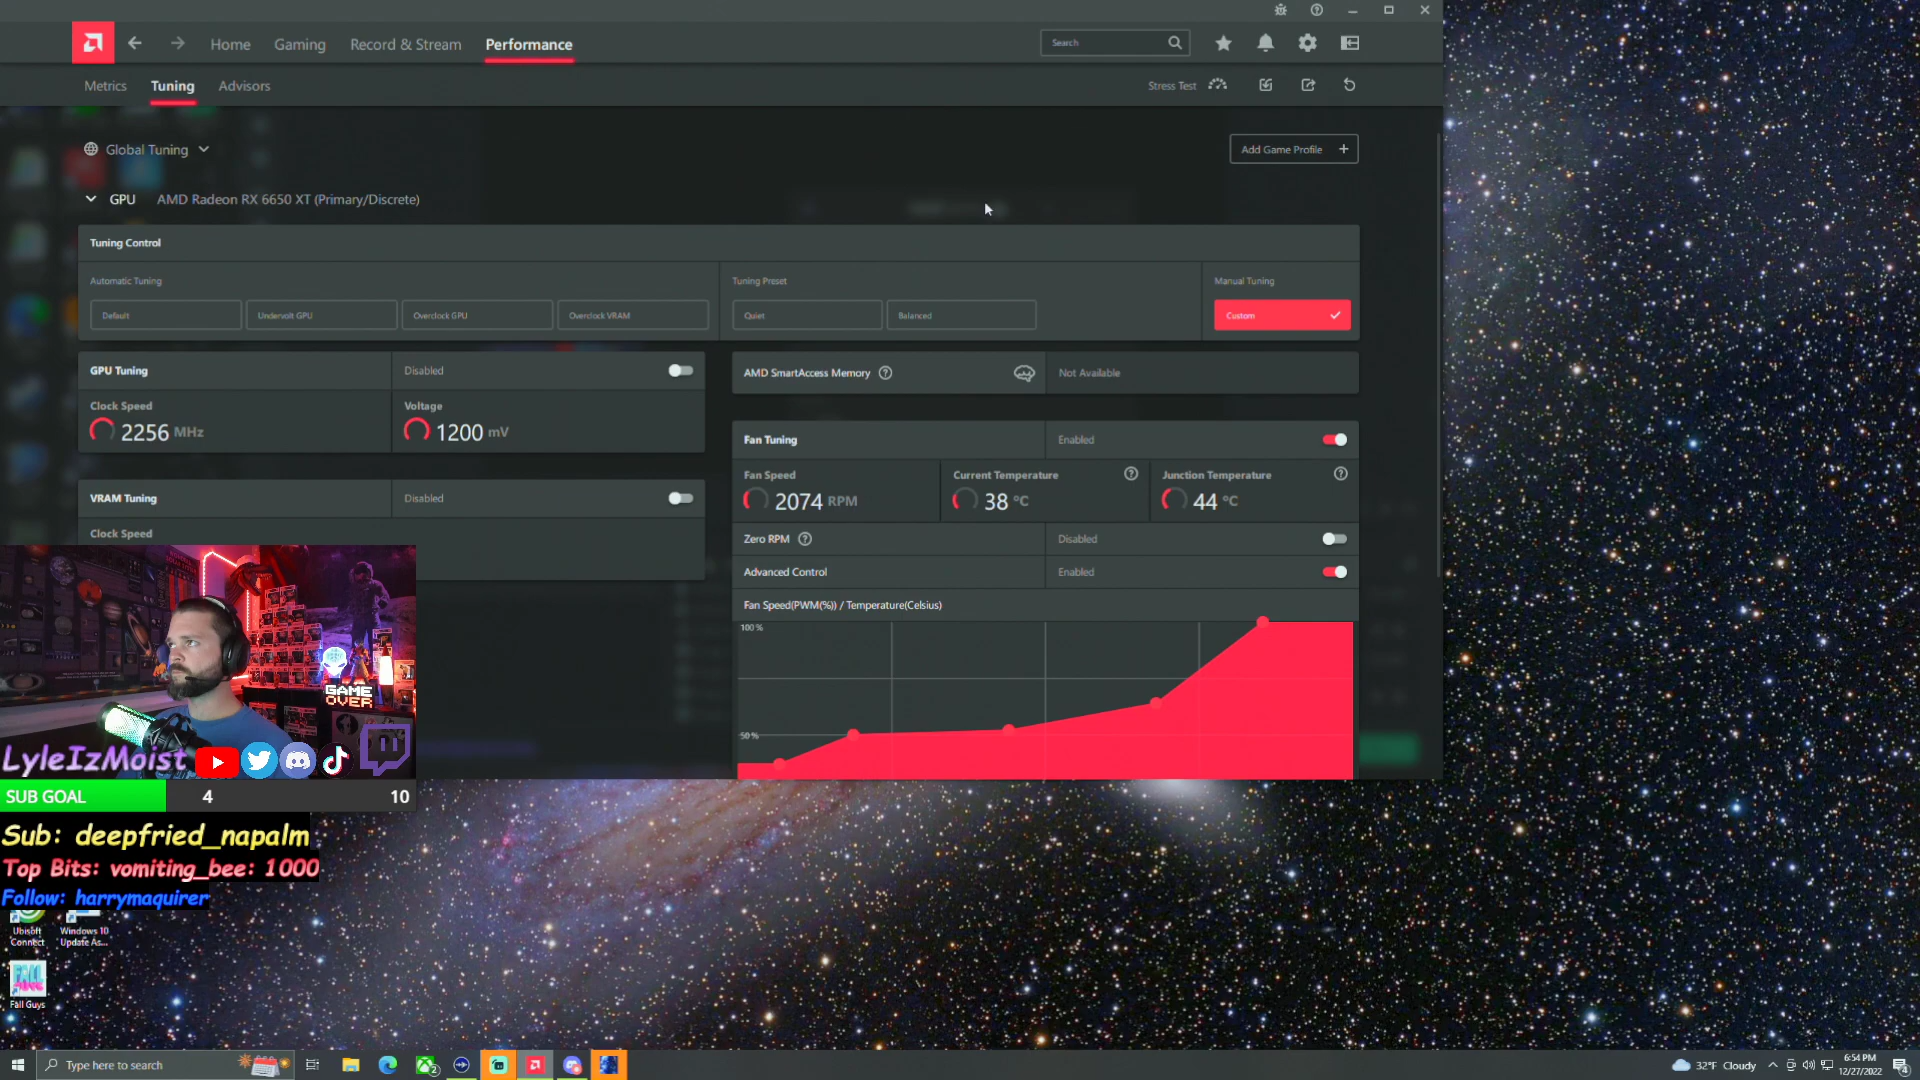 Home
Gaming
Record & Stream
Performance
Search
Metrics
Tuning
Advisors
Stress Test
Global Tuning
Add Game Profile +
GPU
AMD Radeon RX 6650 XT (Primary/Discrete)
Tuning Control
Automatic Tuning
Tuning Preset
Manual Tuning
Default
Undervolt GPU
Overclock GPU
Overclock VRAM
Quiet
Balanced
Custom
GPU Tuning
Disabled
Clock Speed
2256 MHz
Voltage
1200 mV
VRAM Tuning
Disabled
Clock Speed
AMD SmartAccess Memory ?
Not Available
Fan Tuning
Enabled
Fan Speed
2074 RPM
Current Temperature ?
38 °C
Junction Temperature ?
44 °C
Zero RPM ?
Disabled
Advanced Control
Enabled
Fan Speed(PWM(%)) / Temperature(Celsius)
100 %
50 %
GAME
OVER
LyleIzMoist
SUB GOAL
4
10
Sub: deepfried_napalm
Top Bits: vomiting_bee: 1000
Follow: harrymaquirer
Ubisoft
Connect
Windows 10
Update As...
FALL
Fall Guys
Type here to search
2
32°F Cloudy
6:54 PM
12/27/2022
4